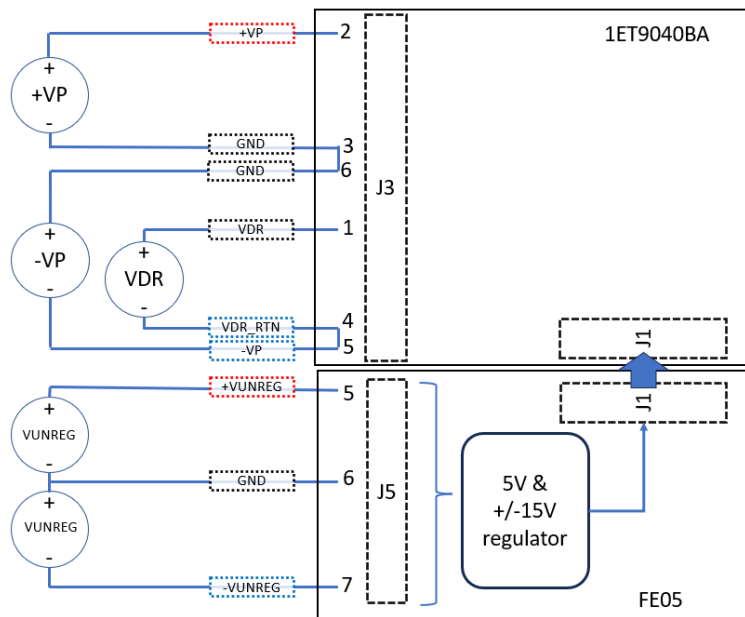 +VP
2
1ET9040BA
+
+VP
-
GND
3
GND
6
J3
VDR
1
+
-VP
-
+
VDR
-
VDR_RTN
4
-VP
5
J1
+VUNREG
5
J1
+
VUNREG
-
GND
6
J5
5V &
+/-15V
regulator
+
VUNREG
-
-VUNREG
7
FE05